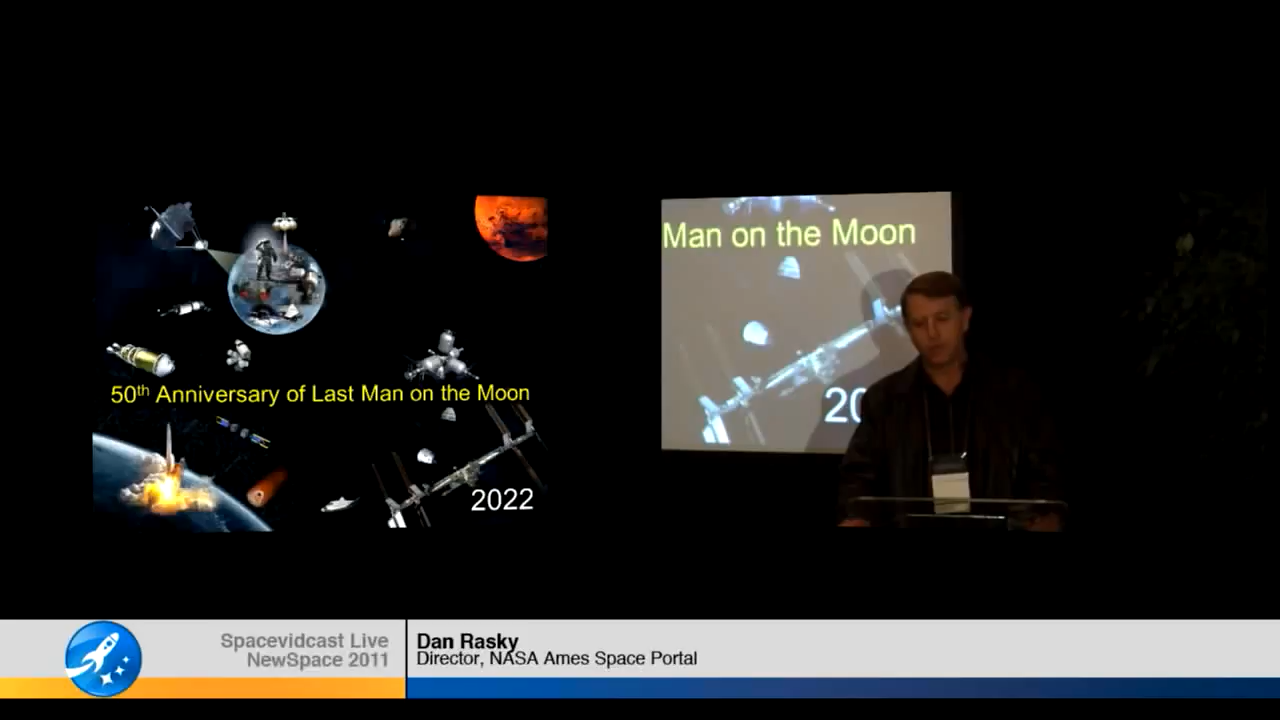 50th Anniversary of Last Man on the Moon
2022
Man on the Moon
20
Spacevidcast Live
NewSpace 2011
Dan Rasky
Director, NASA Ames Space Portal